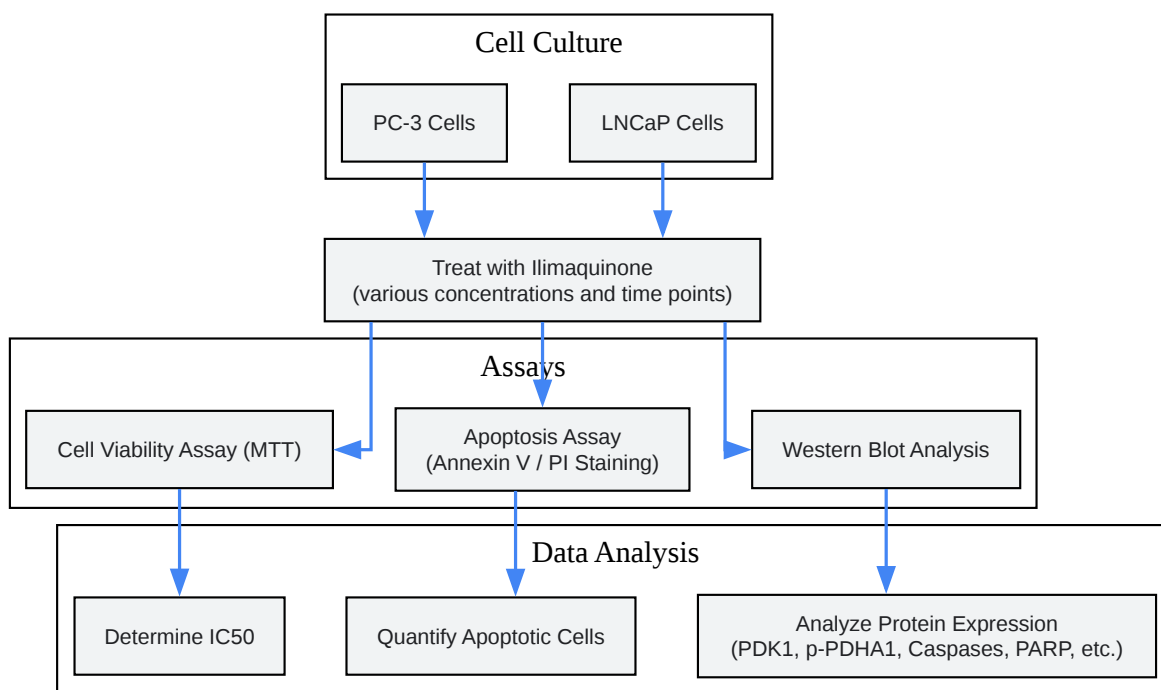 Cell Culture
PC-3 Cells
LNCaP Cells
Treat with Ilimaquinone
(various concentrations and time points)
Assays
Cell Viability Assay (MTT)
Apoptosis Assay
(Annexin V / PI Staining)
Western Blot Analysis
Data Analysis
Determine IC50
Quantify Apoptotic Cells
Analyze Protein Expression
(PDK1, p-PDHA1, Caspases, PARP, etc.)